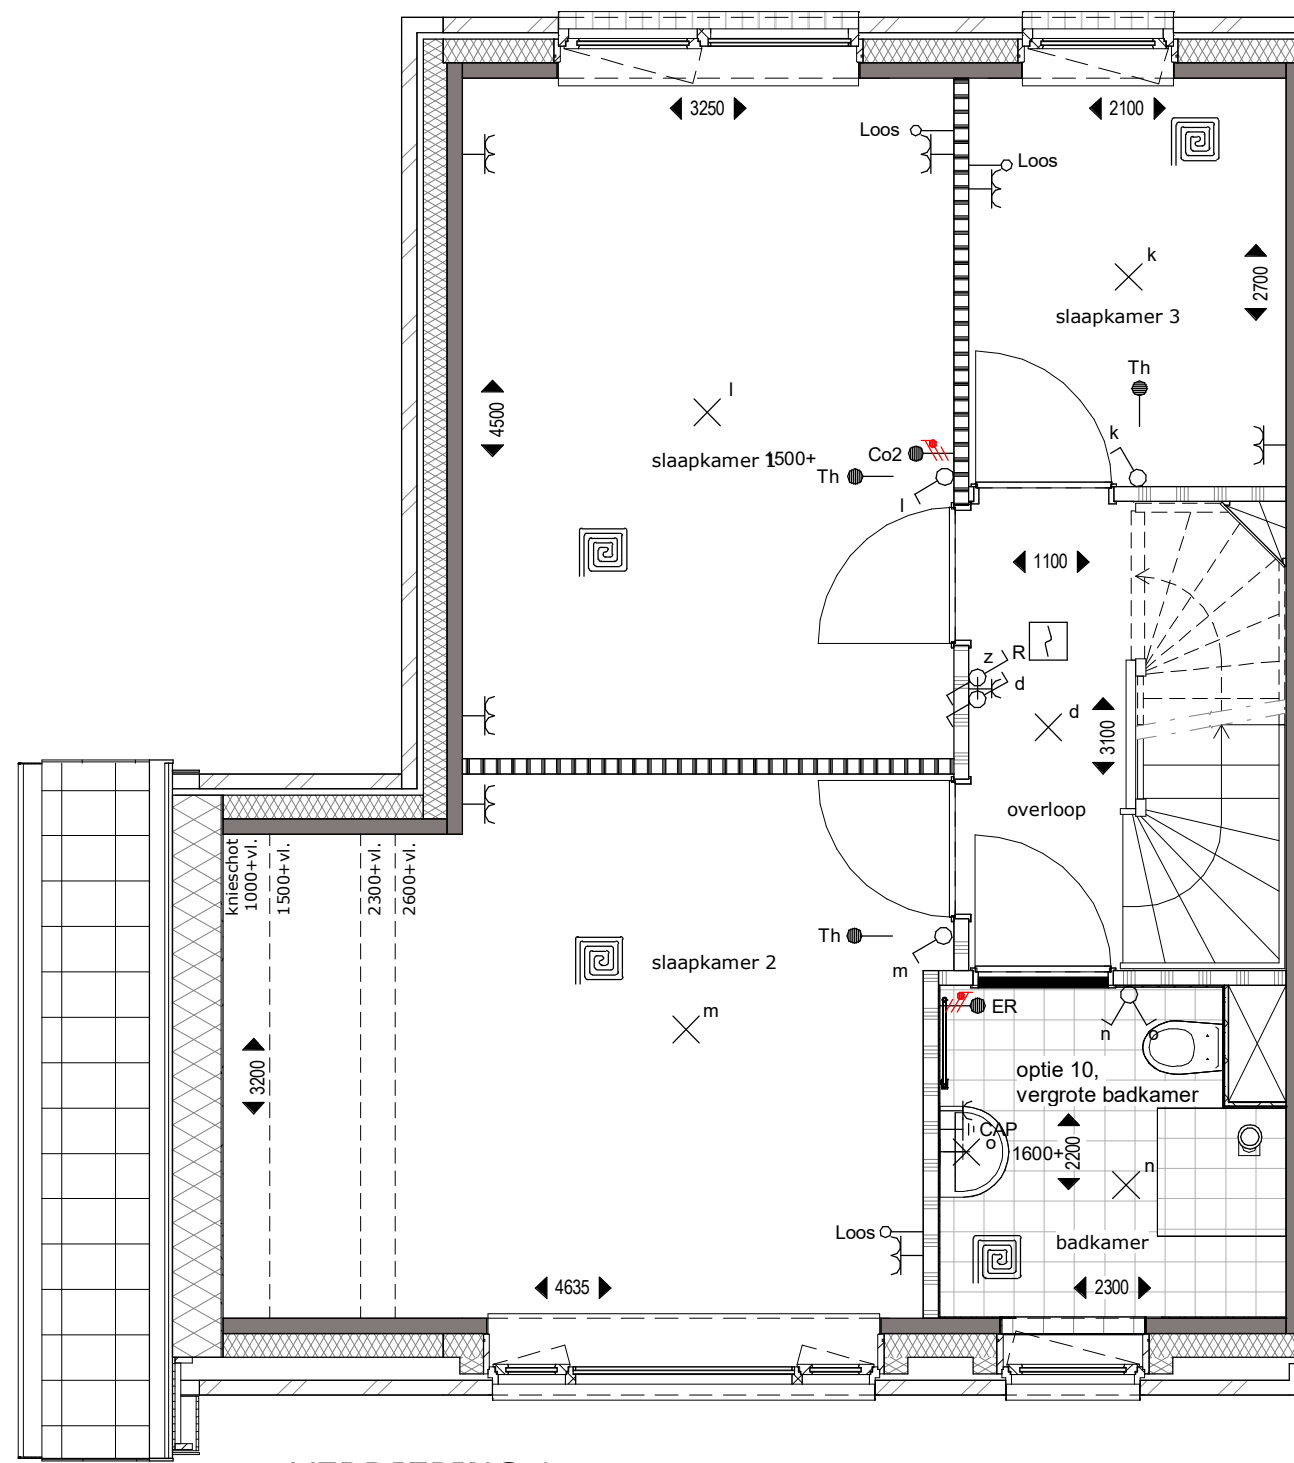 3250
2100
Loos
Loos
k
slaapkamer 3
2700
Th
k
l
4500
slaapkamer 1
1500+
Co2
Th
l
1100
z
R
d
d
3100
overloop
knieschot
1000+vl.
1500+vl.
2300+vl.
2600+vl.
Th
m
slaapkamer 2
m
3200
ER
n
o
optie 10,
vergrote badkamer
CAP
o
1600+
2200
n
Loos
badkamer
4635
2300